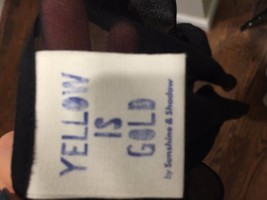 YELLOW
IS
GOLD
by Sunshine & Shadow